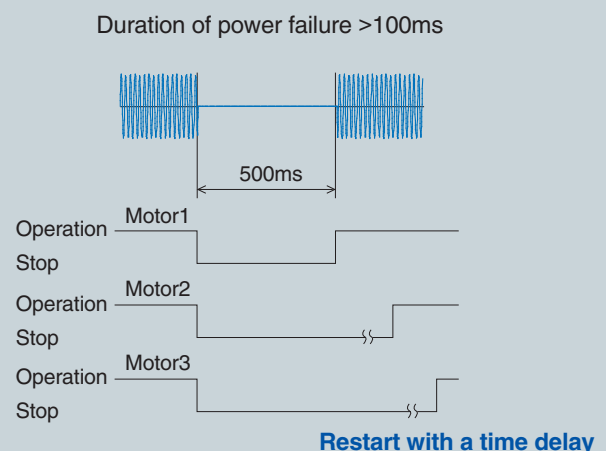 Duration of power failure >100ms
500ms
Motor1
Operation
Stop
Motor2
Operation
Stop
Motor3
Operation
Stop
Restart with a time delay